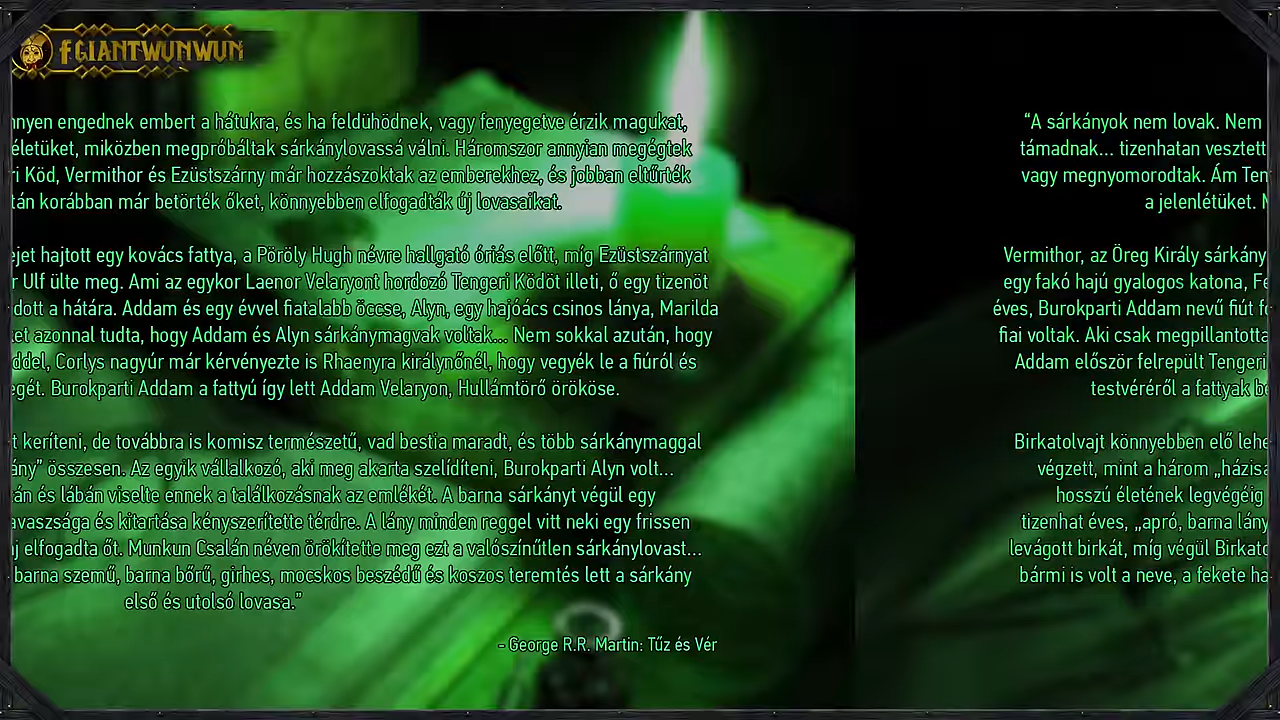 GIANTWUNWUN
nnyen engednek embert a hátukra, és ha feldühödnek, vagy fenyegetve érzik magukat,
életüket, miközben megpróbáltak sárkánylovassá válni. Háromszor annyian megégtek
ri Köd, Vermithor és Ezüstszárny már hozzászoktak az emberekhez, és jobban eltűrték
tán korábban már betörték őket, könnyebben elfogadták új lovasaikat.
ejet hajtott egy kovács fattya, a Pöröly Hugh névre hallgató óriás előtt, míg Ezüstszárnyat
r Ulf ülte meg. Ami az egykor Laenor Velaryont hordozó Tengeri Ködöt illeti, ő egy tizenöt
dott a hátára. Addam és egy évvel fiatalabb öccse, Alyn, egy hajóács csinos lánya, Marilda
et azonnal tudta, hogy Addam és Alyn sárkánymagvak voltak... Nem sokkal azután, hogy
ddel, Corlys nagyúr már kérvényezte is Rhaenyra királynőnél, hogy vegyék le a fiúról és
egét. Burokparti Addam a fattyú így lett Addam Velaryon, Hullámtörő örököse.
t keríteni, de továbbra is komisz természetű, vad bestia maradt, és több sárkánymaggal
ány” összesen. Az egyik vállalkozó, aki meg akarta szelídíteni, Burokparti Alyn volt...
án és lábán viselte ennek a találkozásnak az emlékét. A barna sárkányt végül egy
avaszsága és kitartása kényszerítette térdre. A lány minden reggel vitt neki egy frissen
j elfogadta őt. Munkun Csalán néven örökítette meg ezt a valószínűtlen sárkánylovast...
barna szemű, barna bőrű, girhes, mocskos beszédű és koszos teremtés lett a sárkány
első és utolsó lovasa.”
- George R.R. Martin: Tűz és Vér
“A sárkányok nem lovak. Nem
támadnak... tizenhatan vesztett
vagy megnyomorodtak. Ám Ten
a jelenlétüket. M
Vermithor, az Öreg Király sárkány
egy fakó hajú gyalogos katona, Fe
éves, Burokparti Addam nevű fiút f
fiai voltak. Aki csak megpillantotta
Addam először felrepült Tengeri
testvéréről a fattyak b
Birkatolvajt könnyebben elő lehe
végzett, mint a három „házisá
hosszú életének legvégéig
tizenhat éves, „apró, barna lány
levágott birkát, míg végül Birkato
bármi is volt a neve, a fekete ha